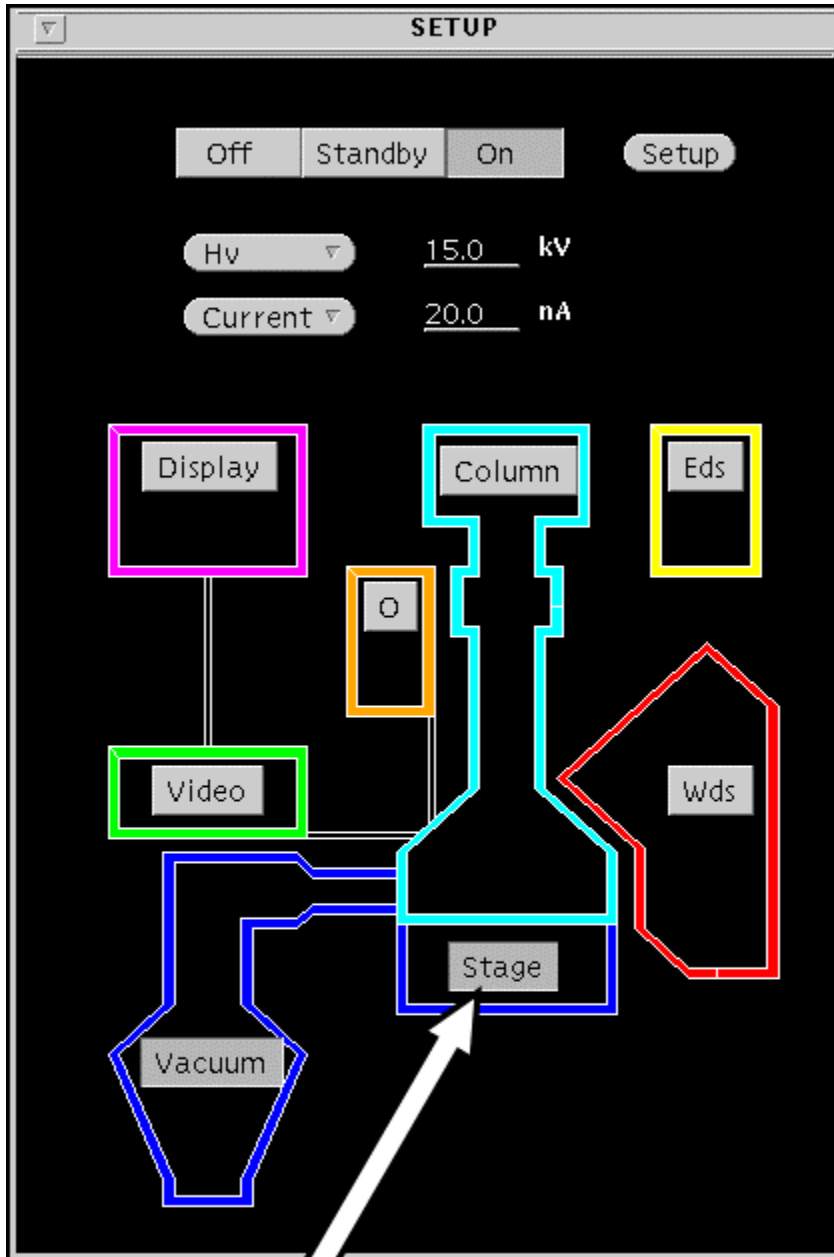 SETUP
Off Standby On Setup
Hv 15.0 kV
Current 20.0 nA
Display Column Eds
O
Video Wds
Stage
Vacuum